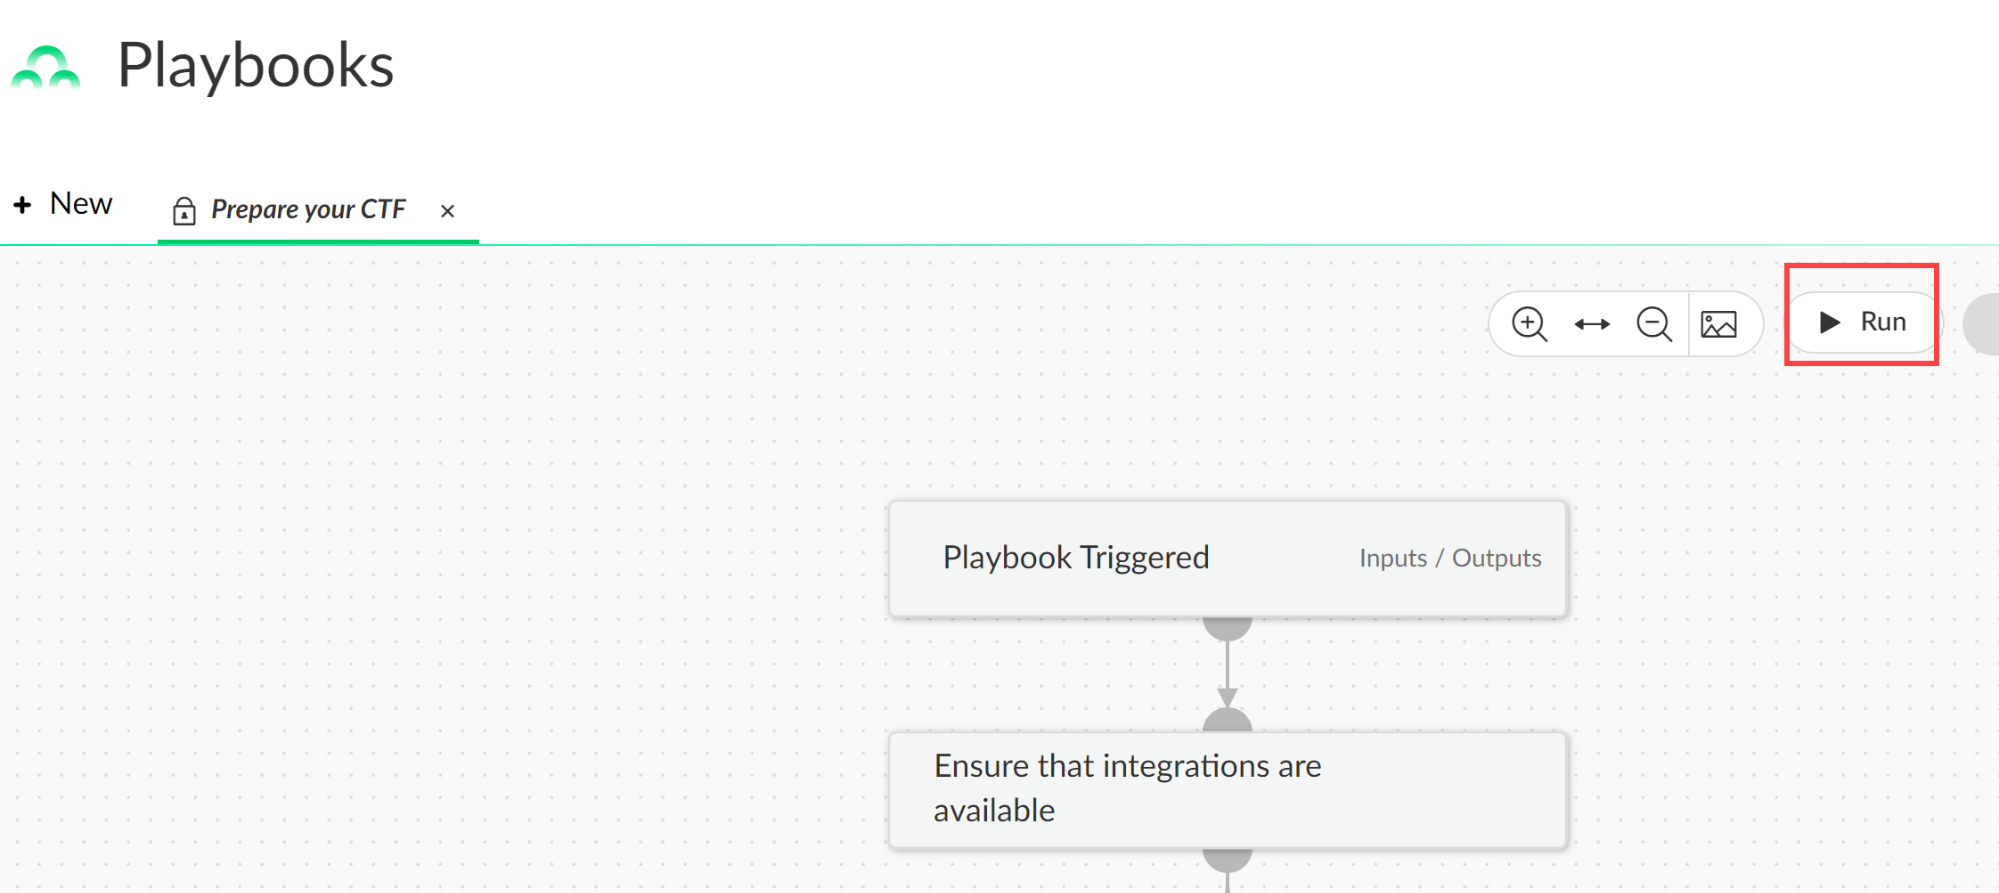 Playbooks
New
Prepare your CTF
Run
Playbook Triggered
Inputs / Outputs
Ensure that integrations are
available